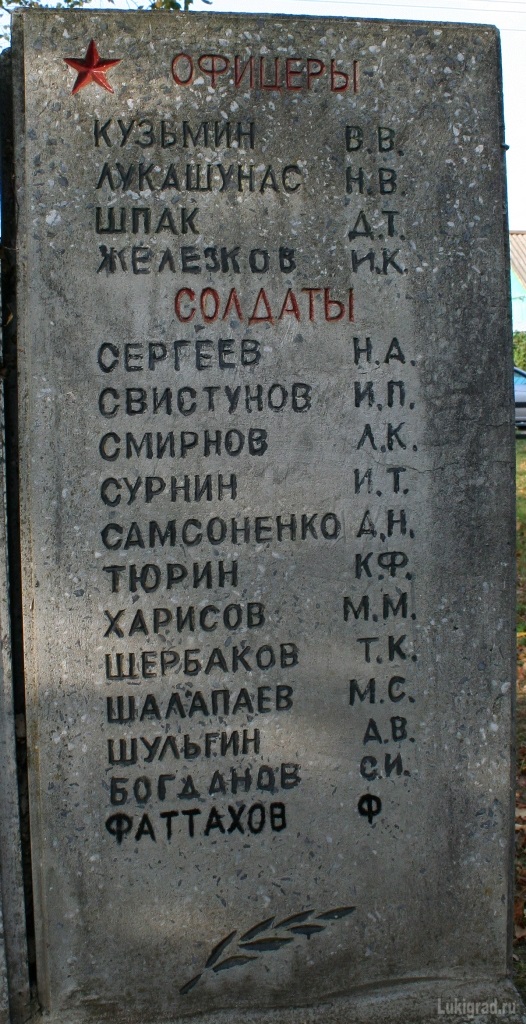 ОФИЦЕРЫ
КУЗЬМИН В.В.
ЛУКАШУНАС Н.В
ШПАК Д.Т.
ЖЕЛЕЗКОВ И.К.
СОЛДАТЫ
СЕРГЕЕВ Н.А.
СВИСТУНОВ И.П.
СМИРНОВ Л.К.
СУРНИН И.Т.
САМСОНЕНКО Д.Н.
ТЮРИН К.Ф.
ХАРИСОВ М.М.
ЩЕРБАКОВ Т.К.
ШАЛАПАЕВ М.С.
ШУЛЬГИН А.В.
БОГДАНОВ С.И.
ФАТТАХОВ Ф
Lukigrad.ru